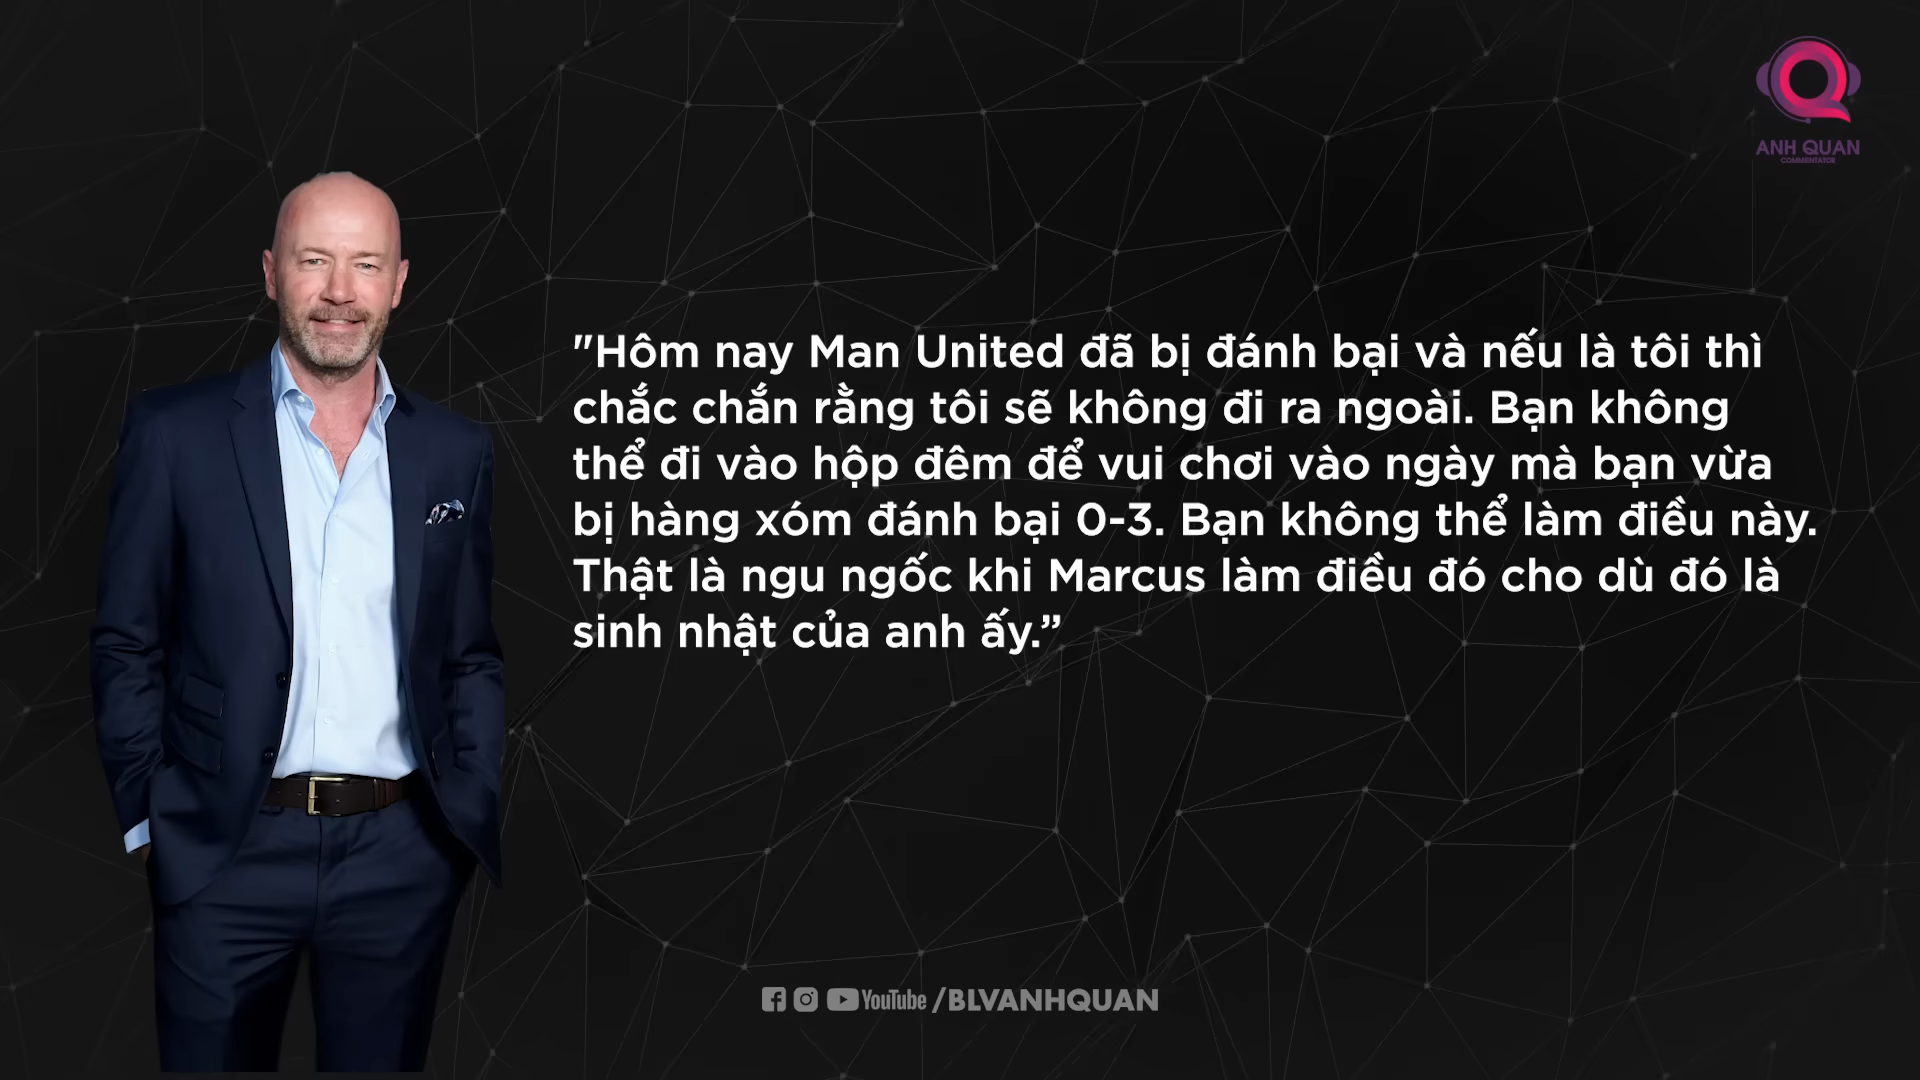 ANH QUAN
COMMENTATOR
"Hôm nay Man United đã bị đánh bại và nếu là tôi thì
chắc chắn rằng tôi sẽ không đi ra ngoài. Bạn không
thể đi vào hộp đêm để vui chơi vào ngày mà bạn vừa
bị hàng xóm đánh bại 0-3. Bạn không thể làm điều này.
Thật là ngu ngốc khi Marcus làm điều đó cho dù đó là
sinh nhật của anh ấy.”
YouTube /BLVANHQUAN